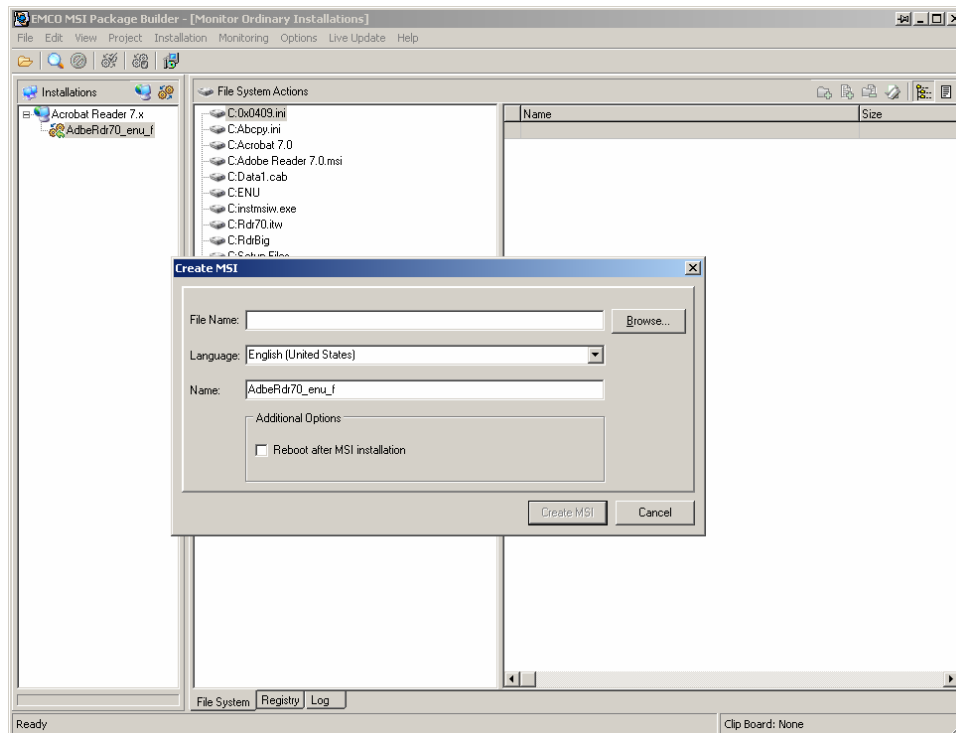 EMCO MSI Package Builder - [Monitor Ordinary Installations]
File Edit View Project Installation Monitoring Options Live Update Help
Installations
File System Actions
Acrobat Reader 7.x
AdbeRdr70_enu_f
C:0x0409.ini
C:Abcpy.ini
C:Acrobat 7.0
C:Adobe Reader 7.0.msi
C:Data1.cab
C:ENU
C:instmsiw.exe
C:Rdr70.itw
C:RdrBig
C:Setup Files
Name Size
Create MSI
File Name:
Browse...
Language: English (United States)
Name: AdbeRdr70_enu_f
Additional Options
Reboot after MSI installation
Create MSI Cancel
File System Registry Log
Ready
Clip Board: None